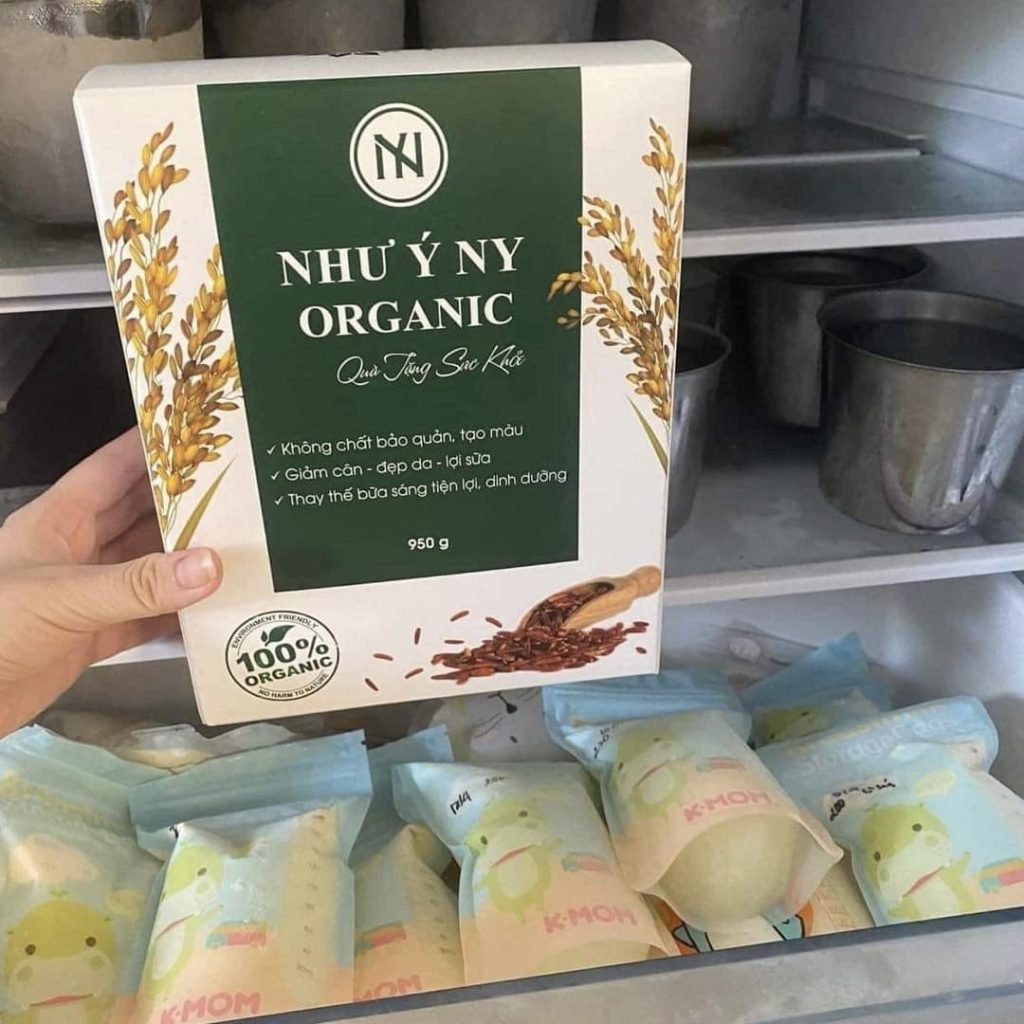 NY
NHƯ Ý NY
ORGANIC
Quà Tặng Sức Khỏe
✓ Không chất bảo quản, tạo màu
✓ Giảm cân - đẹp da - lợi sữa
✓ Thay thế bữa sáng tiện lợi, dinh dưỡng
950 g
ENVIRONMENT FRIENDLY
100%
ORGANIC
NO HARM TO NATURE
K-MOM
K-MOM
K-MOM